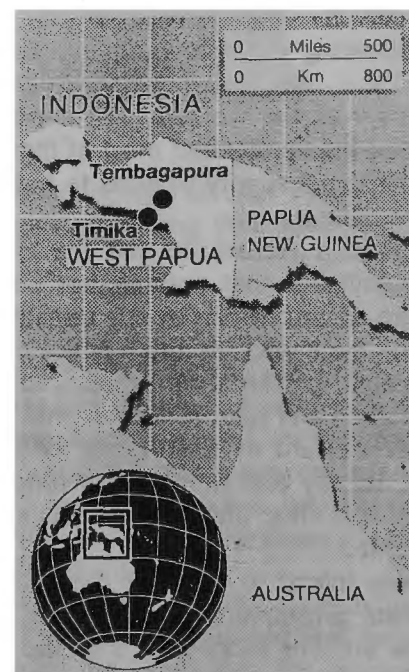 0 Miles 500
0 Km 800
INDONESIA
Tembagapura
Timika
WEST PAPUA
PAPUA
NEW GUINEA
AUSTRALIA